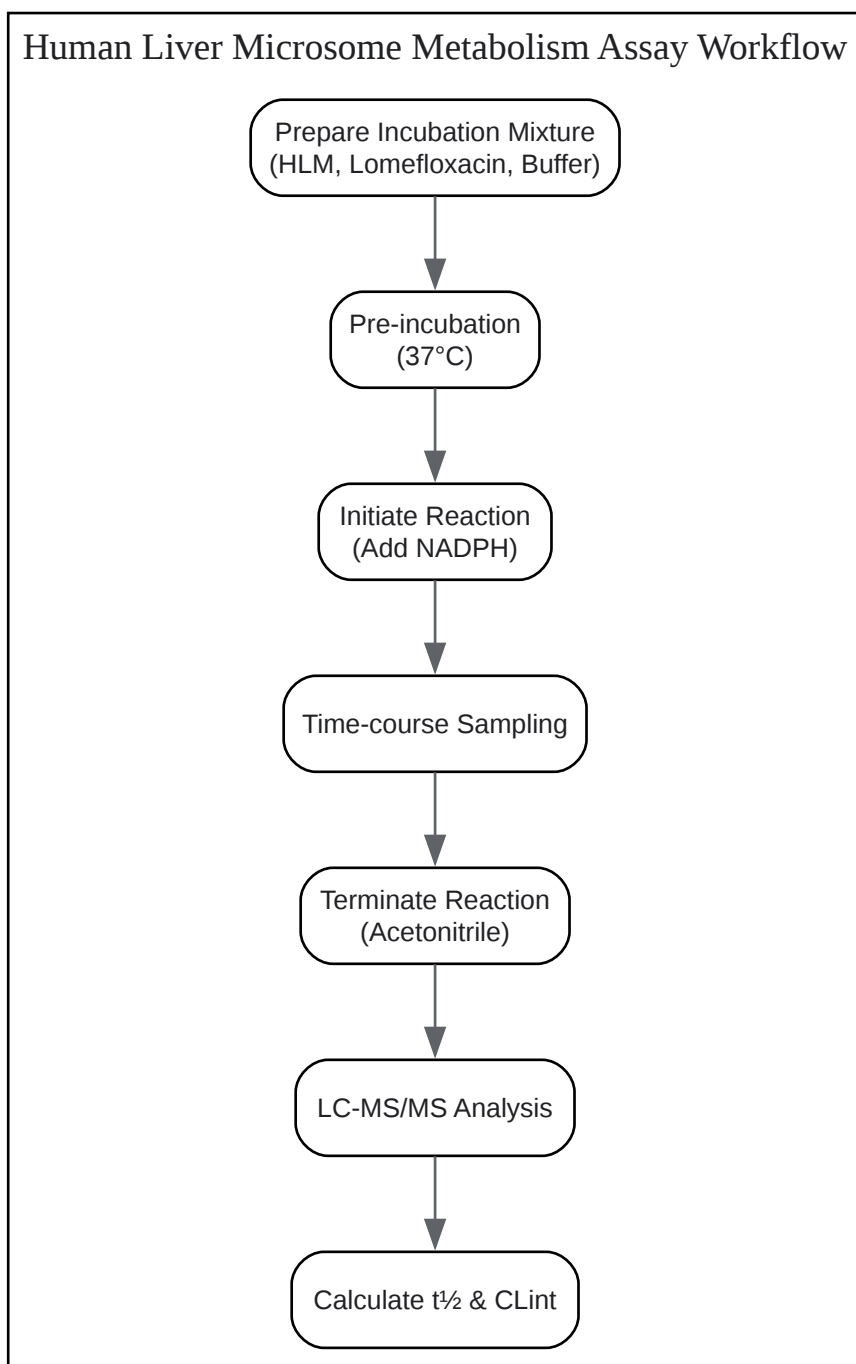 Human Liver Microsome Metabolism Assay Workflow
Prepare Incubation Mixture
(HLM, Lomefloxacin, Buffer)
Pre-incubation
(37°C)
Initiate Reaction
(Add NADPH)
Time-course Sampling
Terminate Reaction
(Acetonitrile)
LC-MS/MS Analysis
Calculate t½ & CLint